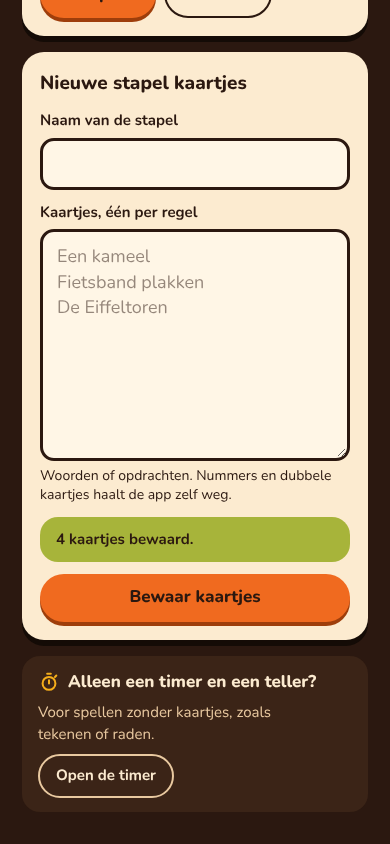 Nieuwe stapel kaartjes
Naam van de stapel
Kaartjes, één per regel
Een kameel
Fietsband plakken
De Eiffeltoren
Woorden of opdrachten. Nummers en dubbele
kaartjes haalt de app zelf weg.
4 kaartjes bewaard.
Bewaar kaartjes
Alleen een timer en een teller?
Voor spellen zonder kaartjes, zoals
tekenen of raden.
Open de timer